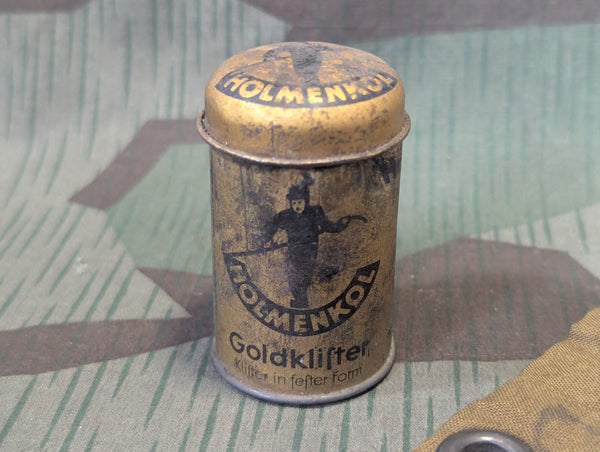 HOLMENKOL
HOLMENKOL
Goldkliſter
Kliſter in feſter Form